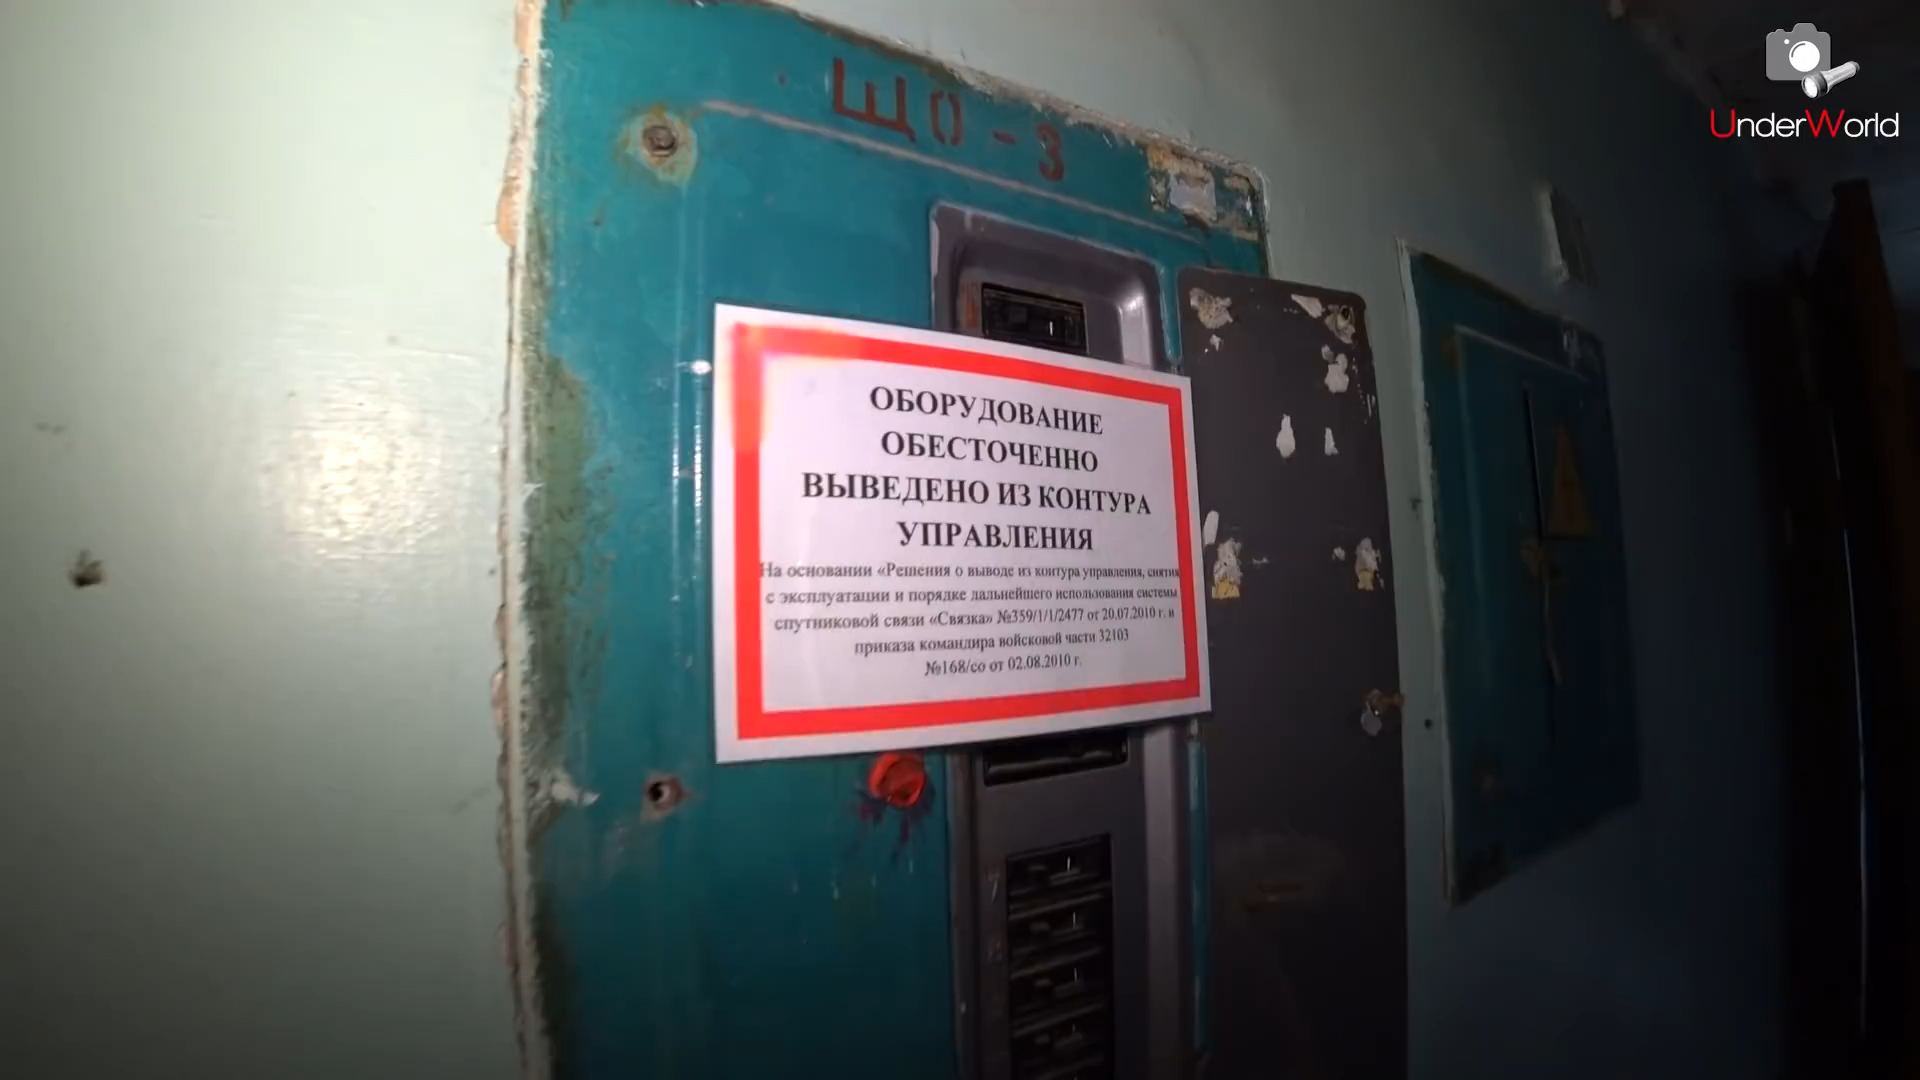 UnderWorld
ЩО-3
ОБОРУДОВАНИЕ
ОБЕСТОЧЕННО
ВЫВЕДЕНО ИЗ КОНТУРА
УПРАВЛЕНИЯ
На основании «Решения о выводе из контура управления, снятия
с эксплуатации и порядке дальнейшего использования системы
спутниковой связи «Связка» №359/1/1/2477 от 20.07.2010 г. и
приказа командира войсковой части 32103
№168/со от 02.08.2010 г.